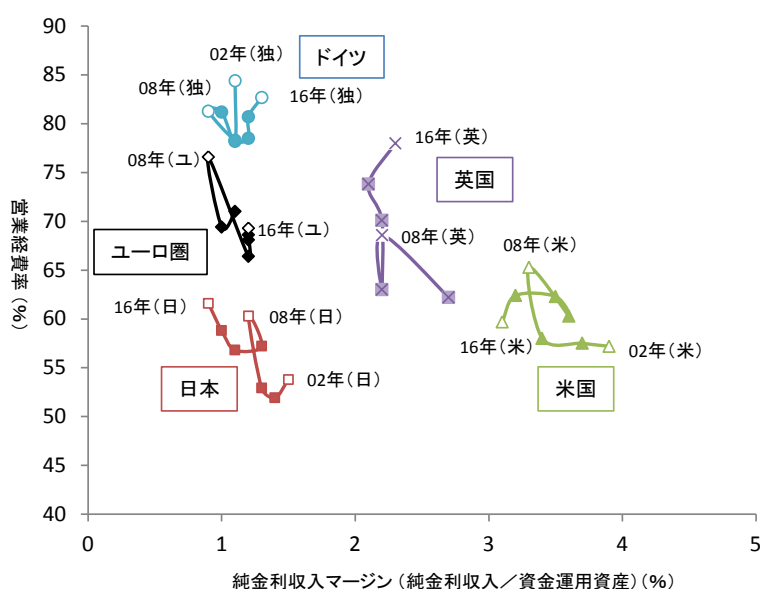 90
80
70
60
50
40
85
75
65
55
45
営業経費率(%)
02年(独)
ドイツ
08年(独)
16年(独)
08年(ユ)
16年(英)
英国
16年(ユ)
08年(英)
ユーロ圏
08年(米)
16年(日)
08年(日)
16年(米)
02年(米)
日本
02年(日)
米国
0 1 2 3 4 5
純金利収入マージン(純金利収入/資金運用資産)(%)